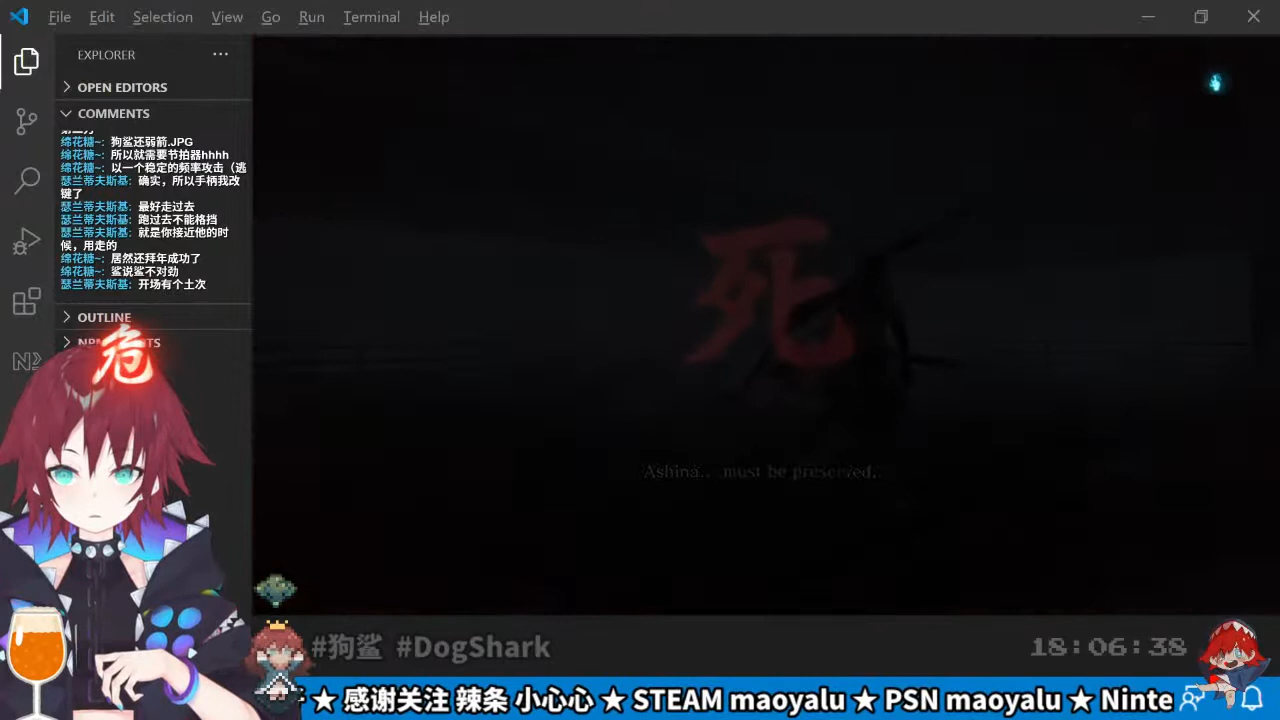 File Edit Selection View Go Run Terminal Help
EXPLORER
OPEN EDITORS
COMMENTS
绵花糖~: 狗鲨还弱箭.JPG
绵花糖~: 所以就需要节拍器hhhh
绵花糖~: 以一个稳定的频率攻击（逃
瑟兰蒂夫斯基: 确实，所以手柄我改
键了
瑟兰蒂夫斯基: 最好走过去
瑟兰蒂夫斯基: 跑过去不能格挡
瑟兰蒂夫斯基: 就是你接近他的时
候，用走的
绵花糖~: 居然还拜年成功了
绵花糖~: 鲨说鲨不对劲
瑟兰蒂夫斯基: 开场有个土次
OUTLINE
危
死
Ashina... must be preserved.
#狗鲨 #DogShark
18:06:38
★ 感谢关注 辣条 小心心 ★ STEAM maoyalu ★ PSN maoyalu ★ Ninte